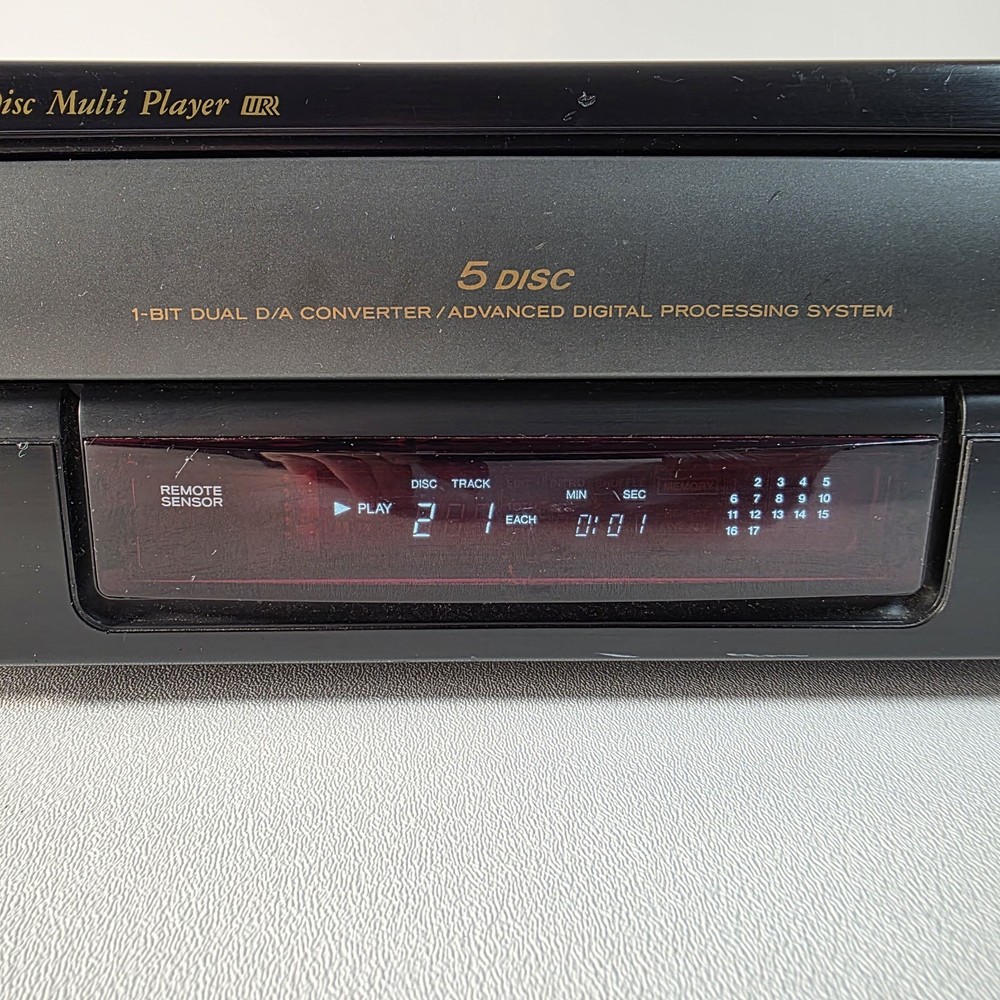 isc Multi Player
5 DISC
1-BIT DUAL D/A CONVERTER/ADVANCED DIGITAL PROCESSING SYSTEM
REMOTE
SENSOR
▶ PLAY
DISC TRACK
2 1 EACH
MIN SEC
0:01
2 3 4 5
6 7 8 9 10
11 12 13 14 15
16 17
MEMORY